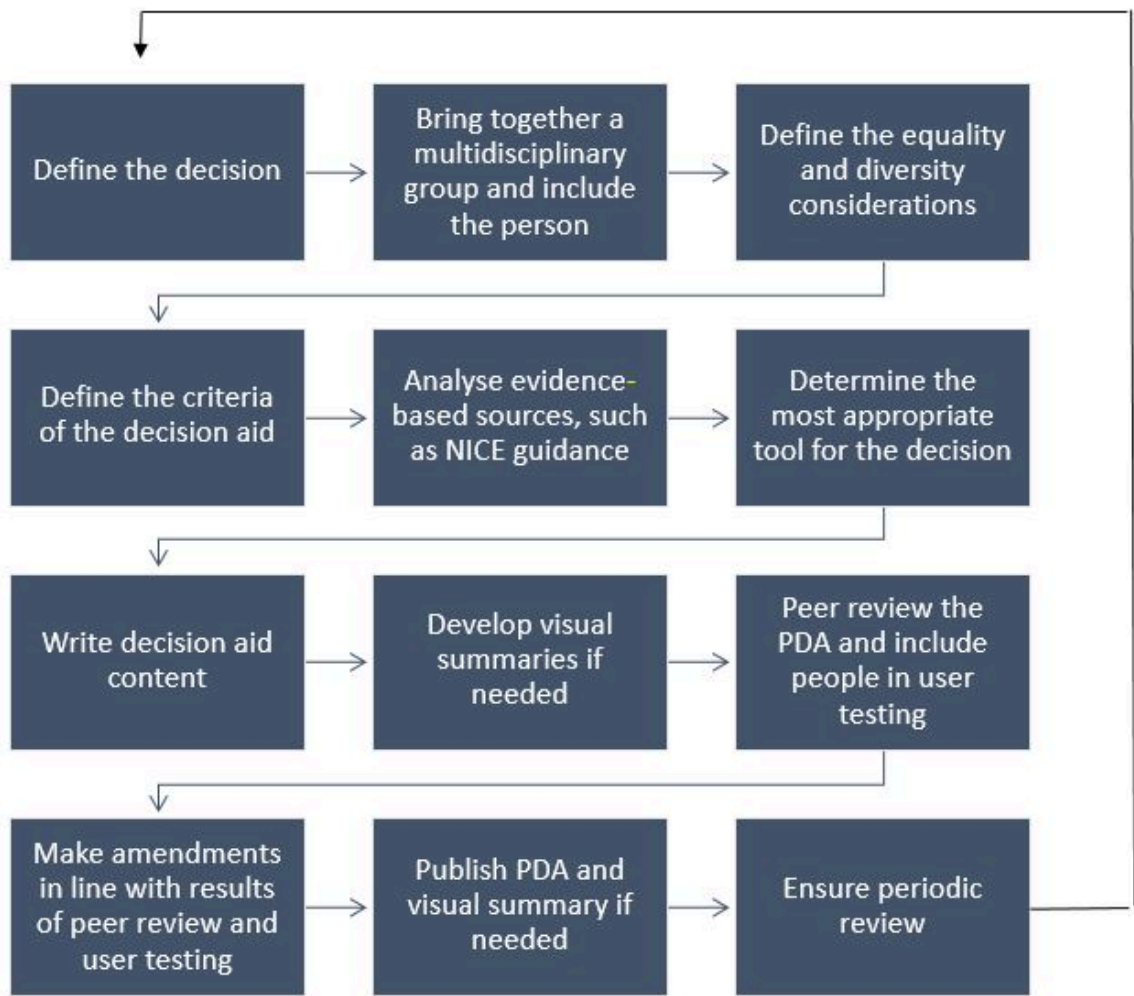 Define the decision
Bring together a
multidisciplinary
group and include
the person
Define the equality
and diversity
considerations
Define the criteria
of the decision aid
Analyse evidence-
based sources, such
as NICE guidance
Determine the
most appropriate
tool for the decision
Write decision aid
content
Develop visual
summaries if
needed
Peer review the
PDA and include
people in user
testing
Make amendments
in line with results
of peer review and
user testing
Publish PDA and
visual summary if
needed
Ensure periodic
review